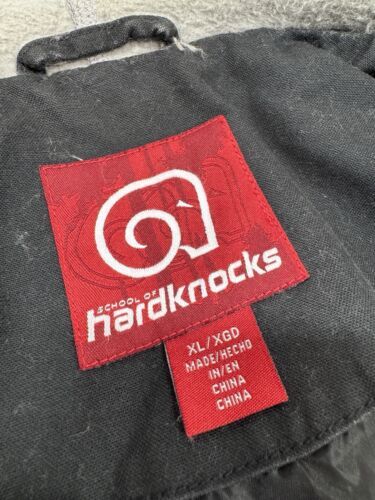 SCHOOL OF
hardknocks
XL/XGD
MADE/HECHO
IN/EN
CHINA
CHINA